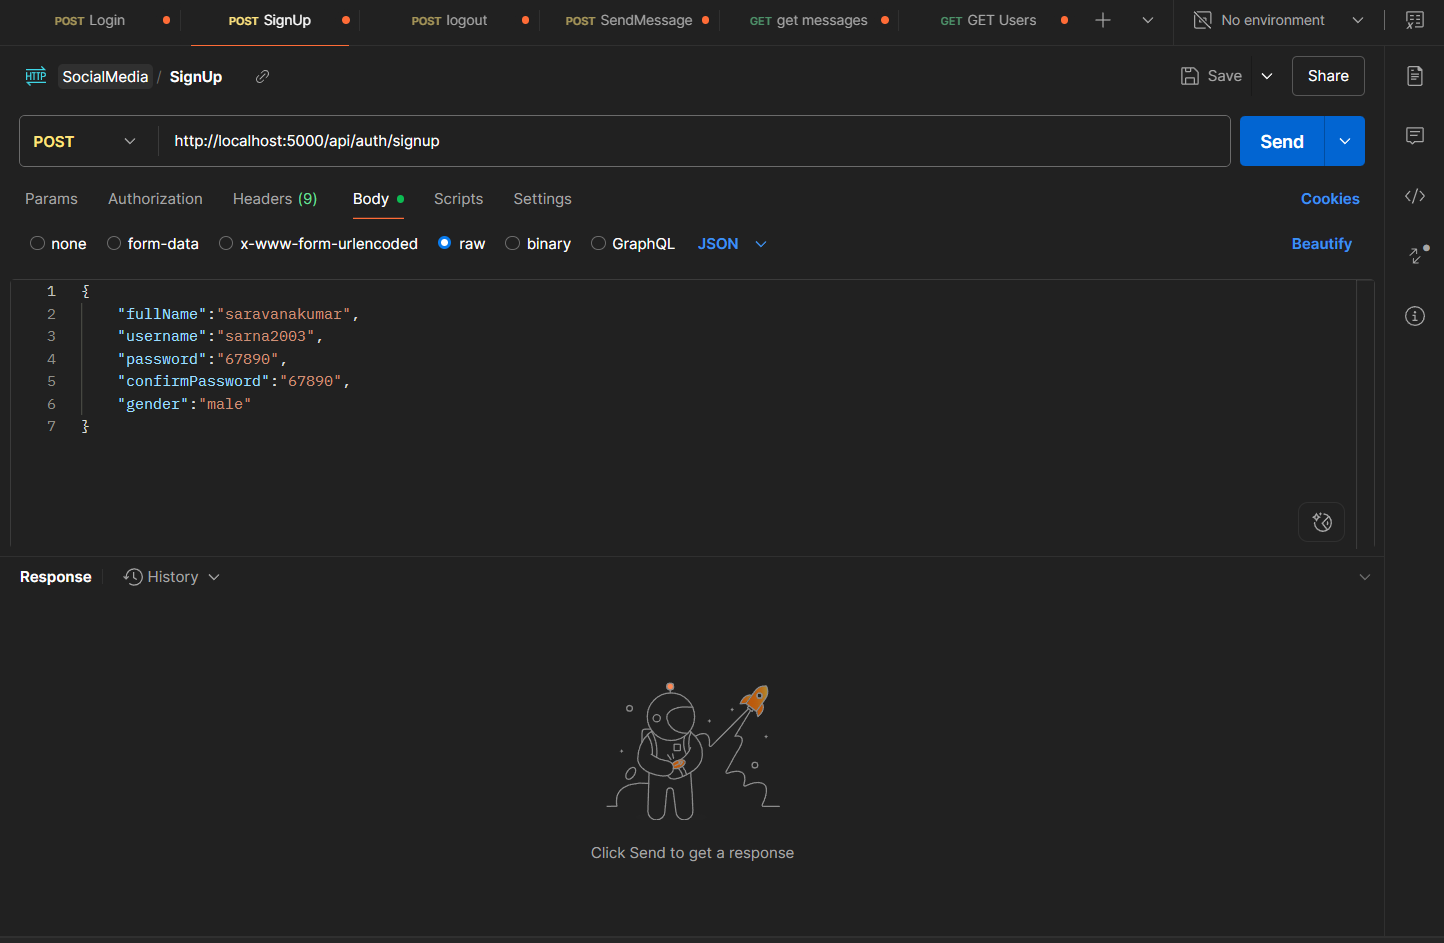 POST Login POST SignUp POST logout POST SendMessage GET get messages GET GET Users No environment
HTTP SocialMedia / SignUp Save Share
POST http://localhost:5000/api/auth/signup Send
Params Authorization Headers (9) Body Scripts Settings Cookies
none form-data x-www-form-urlencoded raw binary GraphQL JSON Beautify
1 {
2 "fullName":"saravanakumar",
3 "username":"sarna2003",
4 "password":"67890",
5 "confirmPassword":"67890",
6 "gender":"male"
7 }
Response History
Click Send to get a response